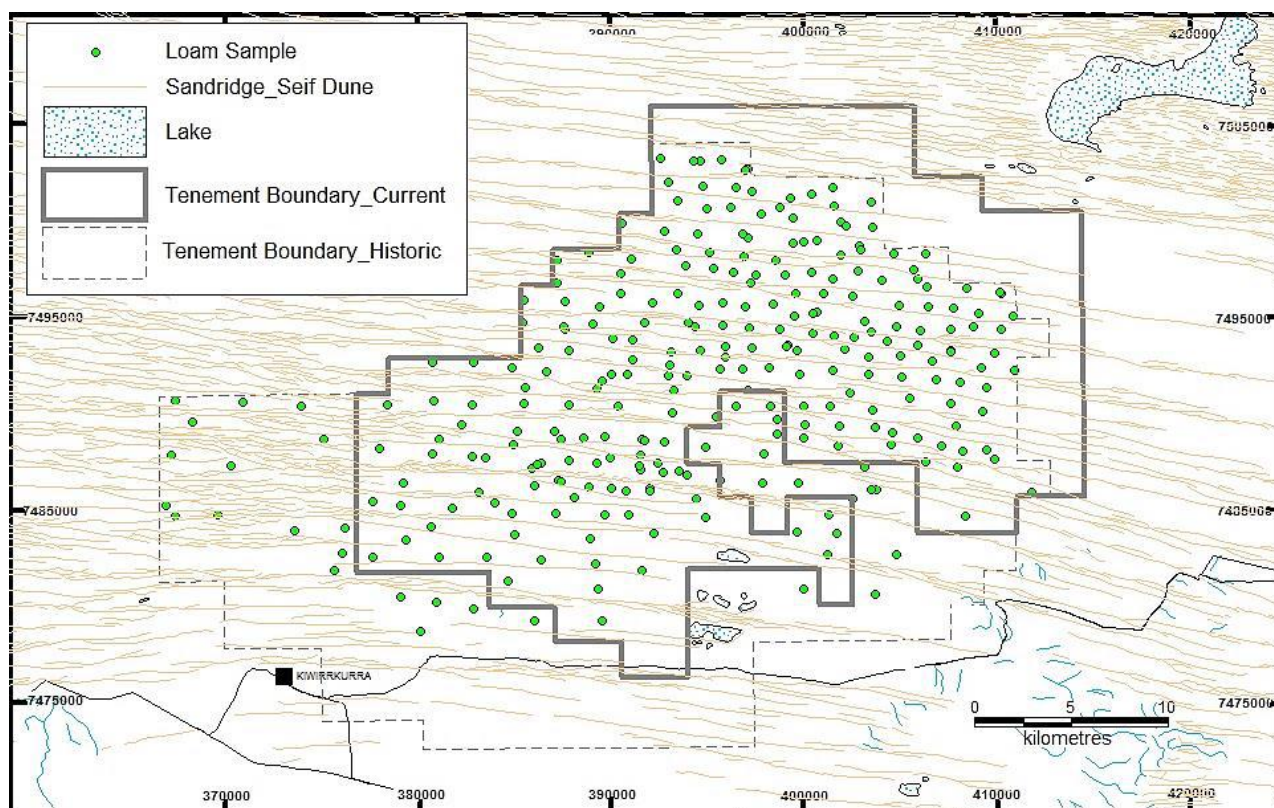 390000 400000 410000 420000
Loam Sample
Sandridge_Seif Dune
Lake
Tenement Boundary_Current
Tenement Boundary_Historic
7505000
7495000 7495000
7485000 7485000
KIWIRRKURRA
7475000 7475000
0 5 10
kilometres
370000 380000 390000 400000 410000 420000